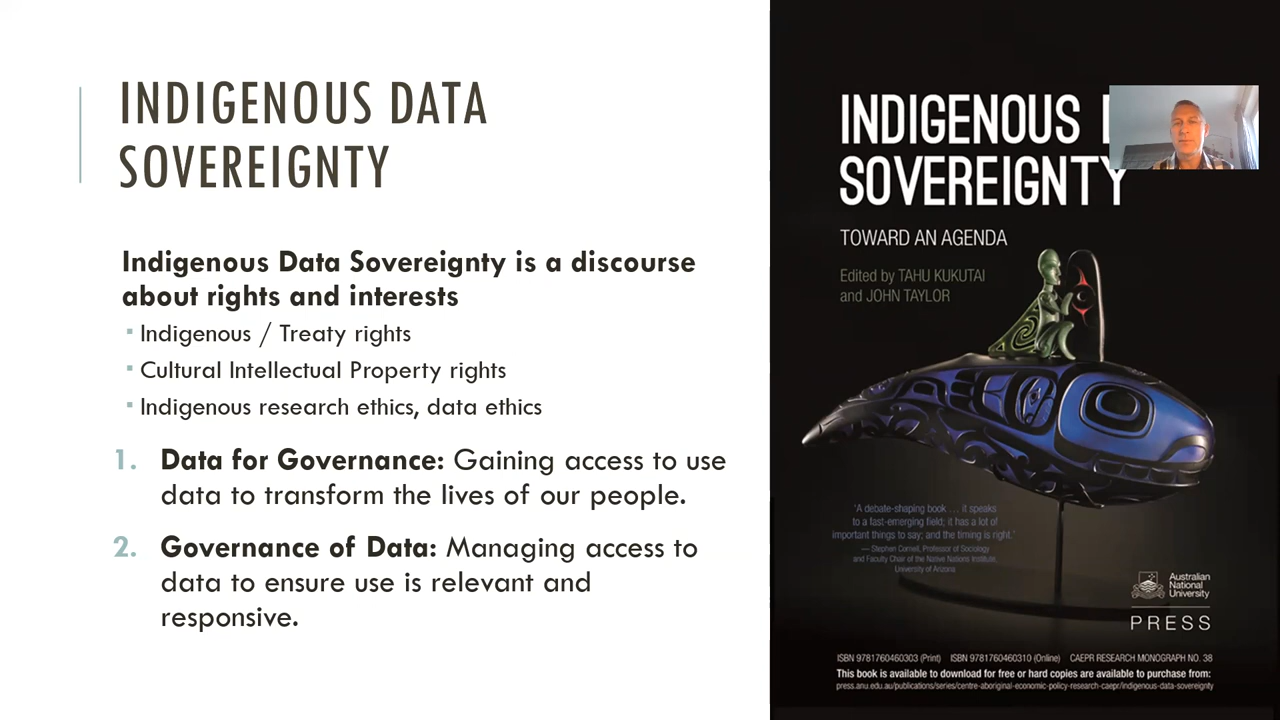 INDIGENOUS DATA
SOVEREIGNTY
Indigenous Data Sovereignty is a discourse
about rights and interests
Indigenous / Treaty rights
Cultural Intellectual Property rights
Indigenous research ethics, data ethics
1. Data for Governance: Gaining access to use
data to transform the lives of our people.
2. Governance of Data: Managing access to
data to ensure use is relevant and
responsive.
INDIGENOUS
SOVEREIGNTY
TOWARD AN AGENDA
Edited by TAHU KUKUTAI
and JOHN TAYLOR
'A debate-shaping book … it speaks
to a fast-emerging field; it has a lot of
important things to say; and the timing is right.'
— Stephen Cornell, Professor of Sociology
and Faculty Chair of the Native Nations Institute,
University of Arizona
Australian
National
University
PRESS
ISBN 9781760460303 (Print) ISBN 9781760460310 (Online) CAEPR RESEARCH MONOGRAPH NO. 38
This book is available to download for free or hard copies are available to purchase from:
press.anu.edu.au/publications/series/centre-aboriginal-economic-policy-research-caepr/indigenous-data-sovereignty